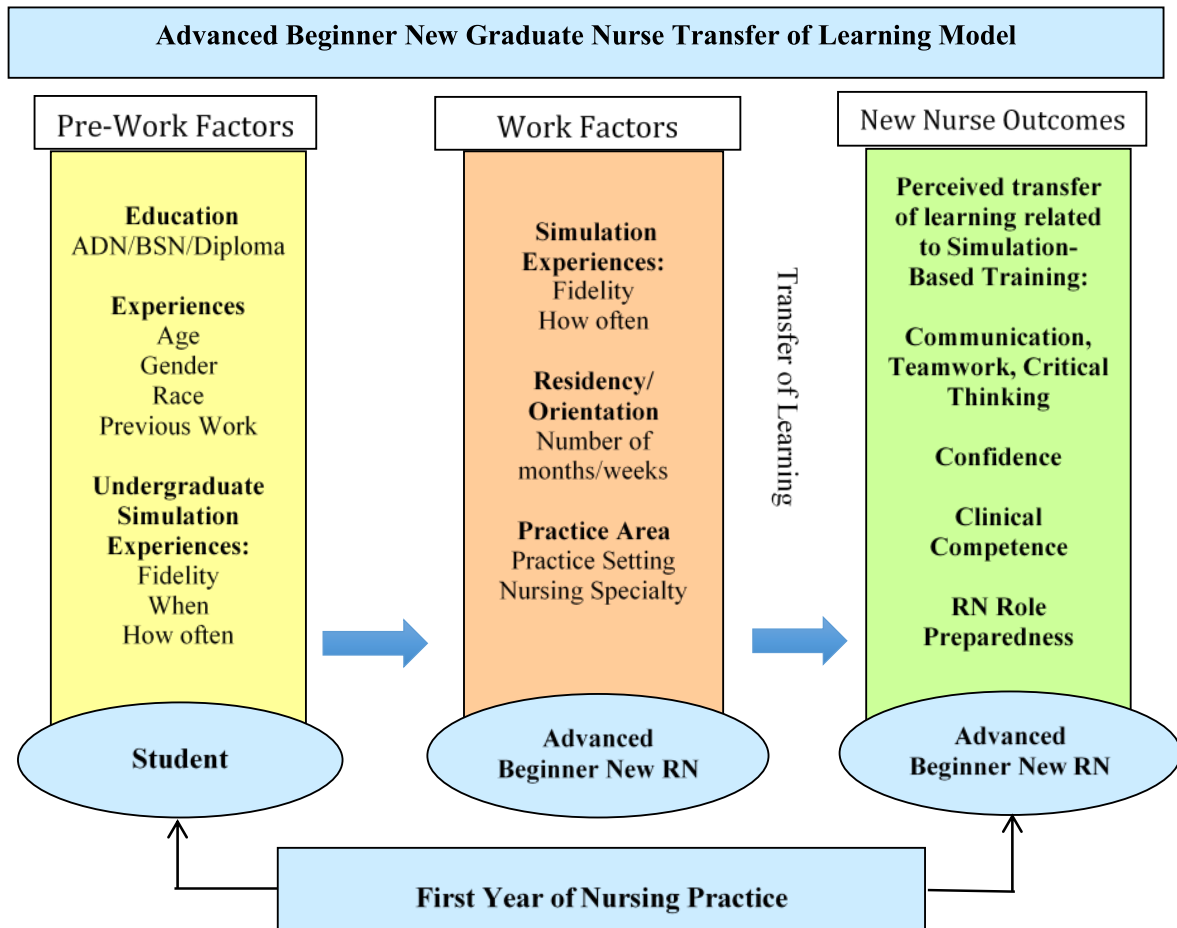 Advanced Beginner New Graduate Nurse Transfer of Learning Model
Pre-Work Factors
Education
ADN/BSN/Diploma
Experiences
Age
Gender
Race
Previous Work
Undergraduate
Simulation
Experiences:
Fidelity
When
How often
Student
Work Factors
Simulation
Experiences:
Fidelity
How often
Residency/
Orientation
Number of
months/weeks
Practice Area
Practice Setting
Nursing Specialty
Advanced
Beginner New RN
Transfer of Learning
New Nurse Outcomes
Perceived transfer
of learning related
to Simulation-
Based Training:
Communication,
Teamwork, Critical
Thinking
Confidence
Clinical
Competence
RN Role
Preparedness
Advanced
Beginner New RN
First Year of Nursing Practice